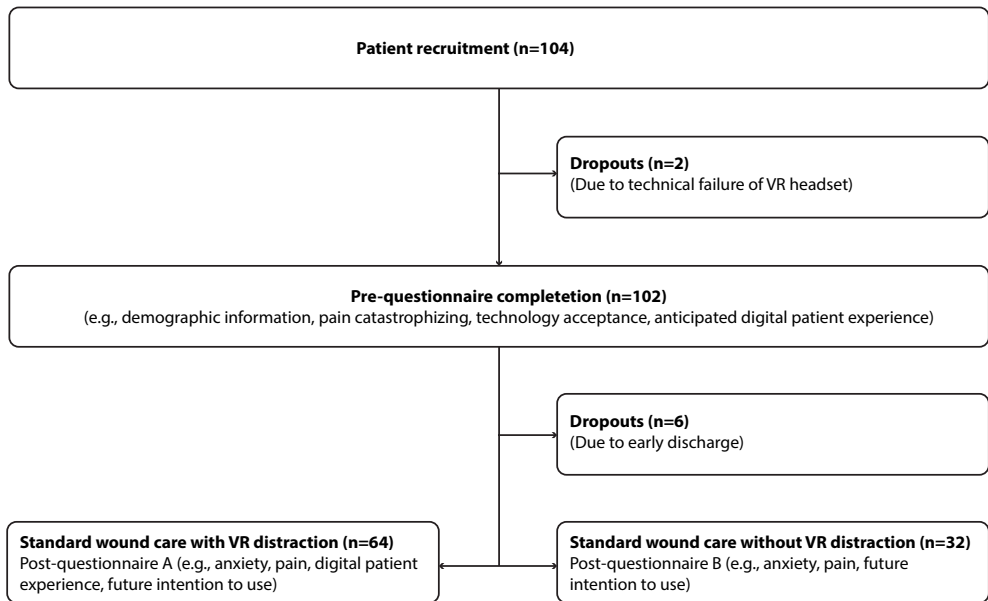 Patient recruitment (n=104)
Dropouts (n=2)
(Due to technical failure of VR headset)
Pre-questionnaire completetion (n=102)
(e.g., demographic information, pain catastrophizing, technology acceptance, anticipated digital patient experience)
Dropouts (n=6)
(Due to early discharge)
Standard wound care with VR distraction (n=64)
Post-questionnaire A (e.g., anxiety, pain, digital patient
experience, future intention to use)
Standard wound care without VR distraction (n=32)
Post-questionnaire B (e.g., anxiety, pain, future
intention to use)